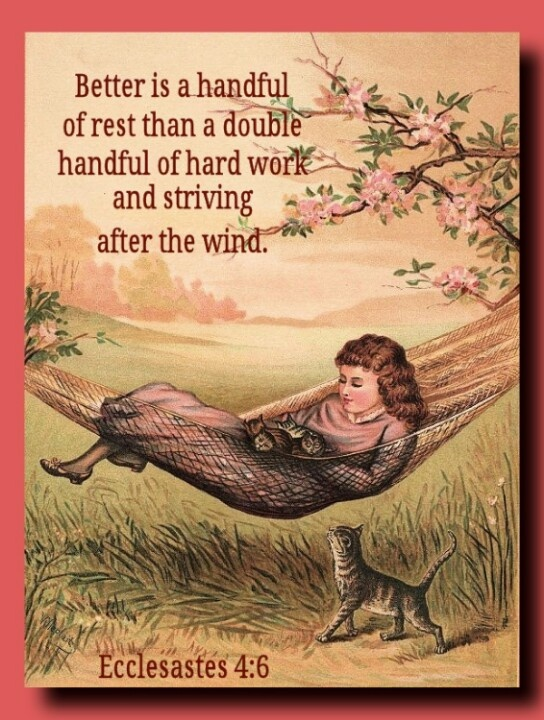 Better is a handful
of rest than a double
handful of hard work
and striving
after the wind.
Ecclesastes 4:6